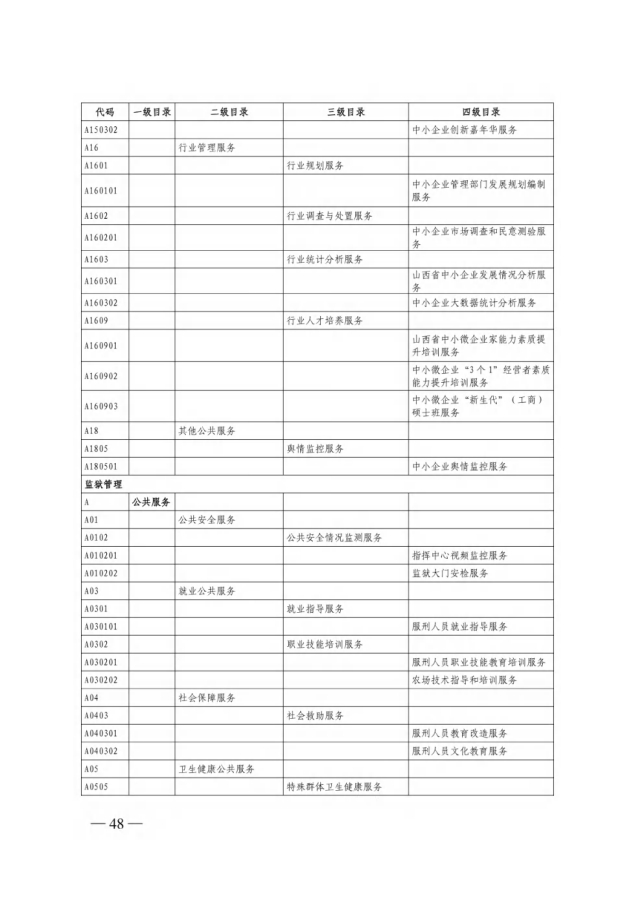 代码 一级目录 二级目录 三级目录 四级目录
A150302 中小企业创新嘉年华服务
A16 行业管理服务
A1601 行业规划服务
A160101 中小企业管理部门发展规划编制
服务
A1602 行业调查与处置服务
A160201 中小企业市场调查和民意测验服
务
A1603 行业统计分析服务
A160301 山西省中小企业发展情况分析服
务
A160302 中小企业大数据统计分析服务
A1609 行业人才培养服务
A160901 山西省中小微企业家能力素质提
升培训服务
A160902 中小微企业“3 个 1”经营者素质
能力提升培训服务
A160903 中小微企业“新生代”（工商）
硕士班服务
A18 其他公共服务
A1805 舆情监控服务
A180501 中小企业舆情监控服务
监狱管理
A 公共服务
A01 公共安全服务
A0102 公共安全情况监测服务
A010201 指挥中心视频监控服务
A010202 监狱大门安检服务
A03 就业公共服务
A0301 就业指导服务
A030101 服刑人员就业指导服务
A0302 职业技能培训服务
A030201 服刑人员职业技能教育培训服务
A030202 农场技术指导和培训服务
A04 社会保障服务
A0403 社会救助服务
A040301 服刑人员教育改造服务
A040302 服刑人员文化教育服务
A05 卫生健康公共服务
A0505 特殊群体卫生健康服务
— 48 —